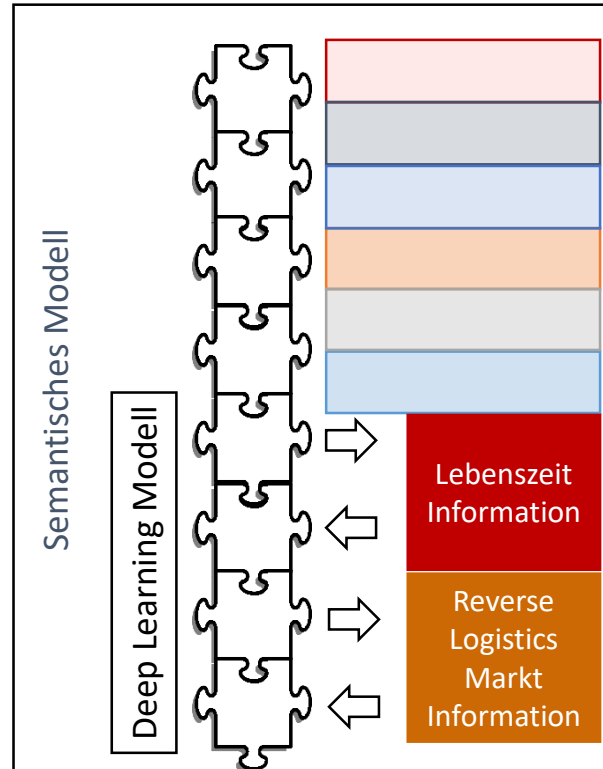 Semantisches Modell
Deep Learning Modell
Lebenszeit
Information
Reverse
Logistics
Markt
Information